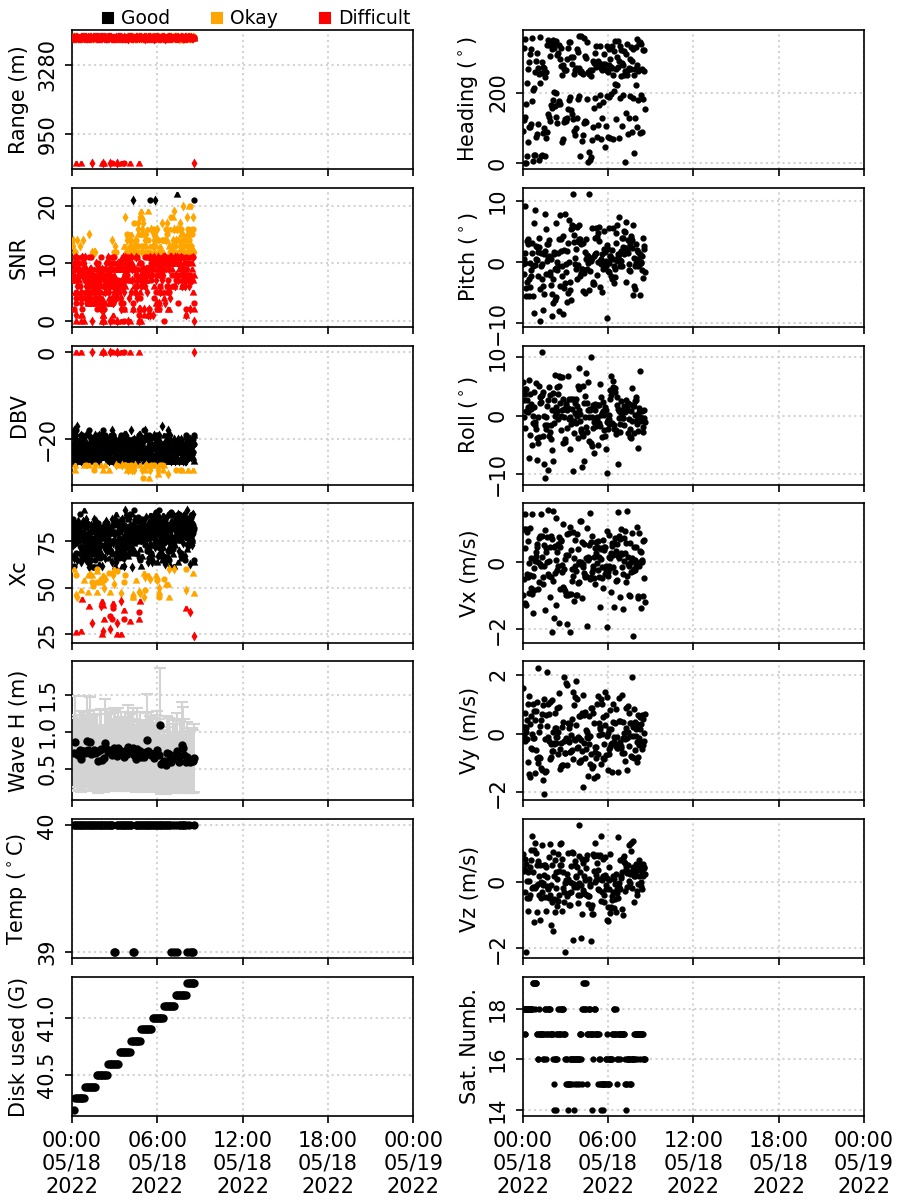 Good Okay Difficult
Range (m)
3280
950
Heading (°)
200
0
SNR
20
10
0
Pitch (°)
10
0
−10
DBV
0
−20
Roll (°)
10
0
−10
Xc
75
50
25
Vx (m/s)
0
−2
Wave H (m)
1.5
1.0
0.5
Vy (m/s)
2
0
−2
Temp (°C)
40
39
Vz (m/s)
0
−2
Disk used (G)
41.0
40.5
Sat. Numb.
18
16
14
00:00 06:00 12:00 18:00 00:00
05/18 05/18 05/18 05/18 05/19
2022 2022 2022 2022 2022
00:00 06:00 12:00 18:00 00:00
05/18 05/18 05/18 05/18 05/19
2022 2022 2022 2022 2022